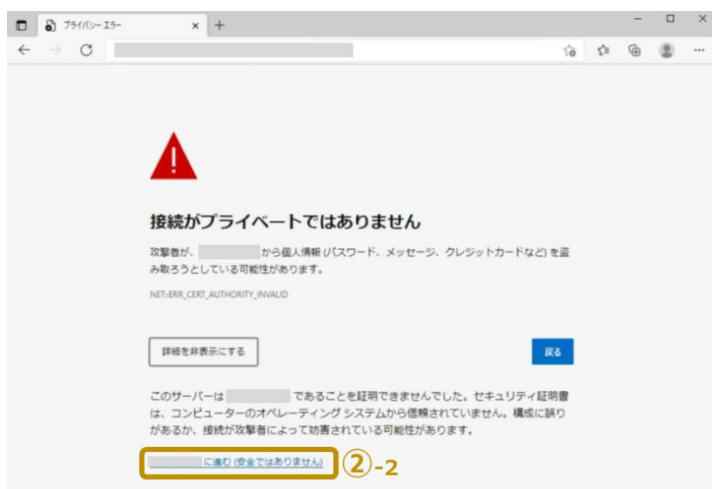 プライバシー エラー
接続がプライベートではありません
攻撃者が、 から個人情報 (パスワード、メッセージ、クレジットカードなど) を盗
み取ろうとしている可能性があります。
NET::ERR_CERT_AUTHORITY_INVALID
詳細を非表示にする 戻る
このサーバーは であることを証明できませんでした。セキュリティ証明書
は、コンピューターのオペレーティング システムから信頼されていません。構成に誤り
があるか、接続が攻撃者によって妨害されている可能性があります。
に進む (安全ではありません) ②-2